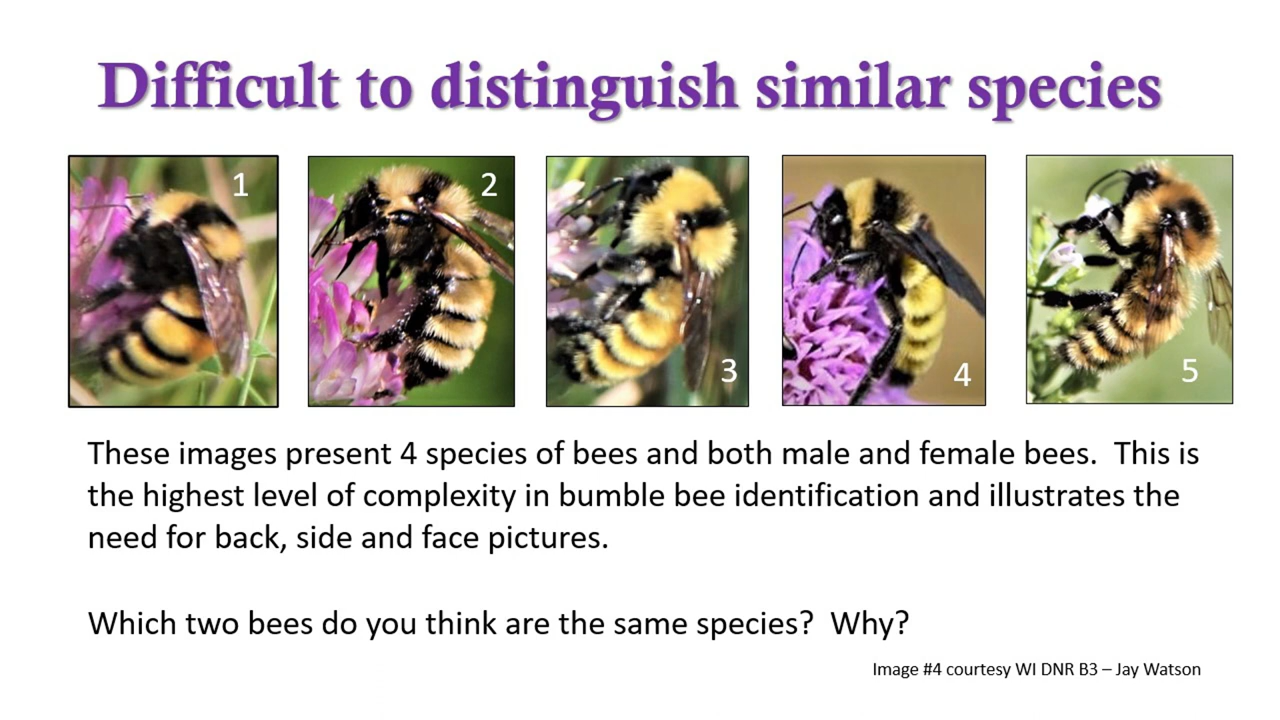 Difficult to distinguish similar species
1
2
3
4
5
These images present 4 species of bees and both male and female bees.  This is
the highest level of complexity in bumble bee identification and illustrates the
need for back, side and face pictures.
Which two bees do you think are the same species?  Why?
Image #4 courtesy WI DNR B3 – Jay Watson